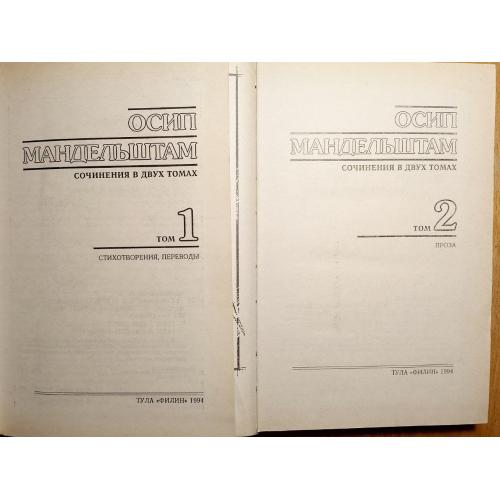 ОСИП
МАНДЕЛЬШТАМ
СОЧИНЕНИЯ В ДВУХ ТОМАХ
ТОМ 1
СТИХОТВОРЕНИЯ, ПЕРЕВОДЫ
ТУЛА «ФИЛИН» 1994
ОСИП
МАНДЕЛЬШТАМ
СОЧИНЕНИЯ В ДВУХ ТОМАХ
ТОМ 2
ПРОЗА
ТУЛА «ФИЛИН» 1994